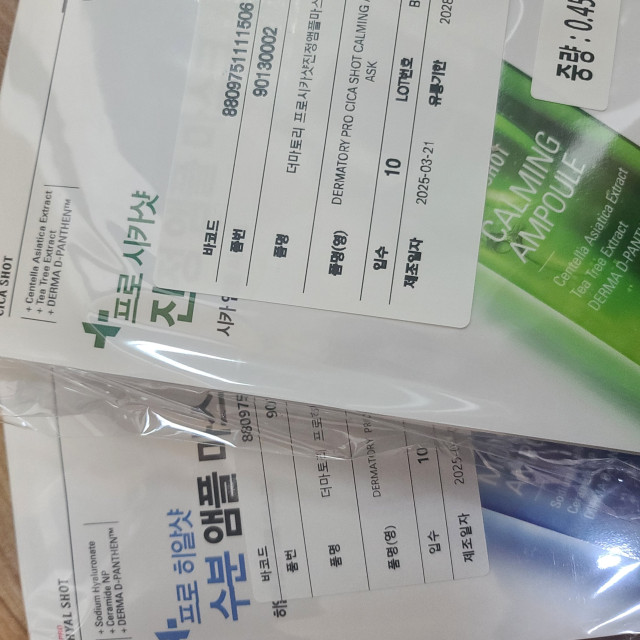 CICA SHOT
+ Centella Asiatica Extract
+ Tea Tree Extract
+ DERMA D-PANTHEN™
프로 시카샷
시카
바코드 8809751111506
품번 90130002
품명 더마토리 프로시카샷진정앰플마스
품명(영) DERMATORY PRO CICA SHOT CALMING
ASK
입수 10 LOT번호
제조일자 2025-03-21 유통기한
중량 : 0.45
CALMING
AMPOULE
Centella Asiatica Extract
Tea Tree Extract
DERMA D-PANTHEN
SHOT
+ Sodium Hyaluronate
+ Ceramide NP
+ DERMA D-PANTHEN™
프로 히알샷
수분 앰플
바코드 880975
품번 90
품명 더마토리
품명(영) DERMATORY
입수 10
제조일자